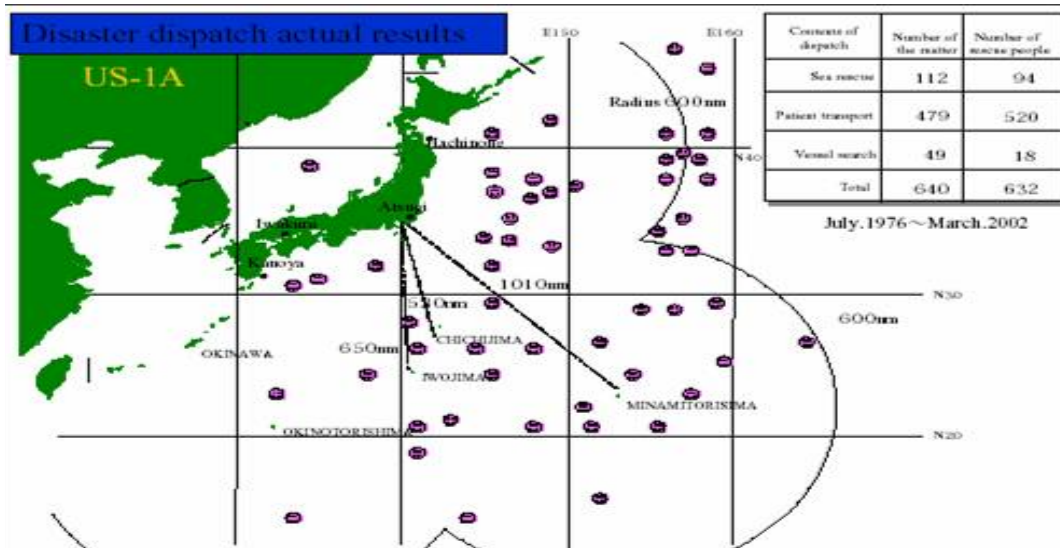 Disaster dispatch actual results
US-1A
E150
E160
Radius 600nm
Hachinohe
N40
Atsugi
Iwakuni
Kanoya
1010nm
N30
530nm
600nm
CHICHIJIMA
650nm
OKINAWA
IWOJIMA
MINAMITORISIMA
OKINOTORISHIMA
N20
Contents of dispatch Number of the matter Number of rescue people
Sea rescue 112 94
Patient transport 479 520
Vessel search 49 18
Total 640 632
July.1976～March.2002